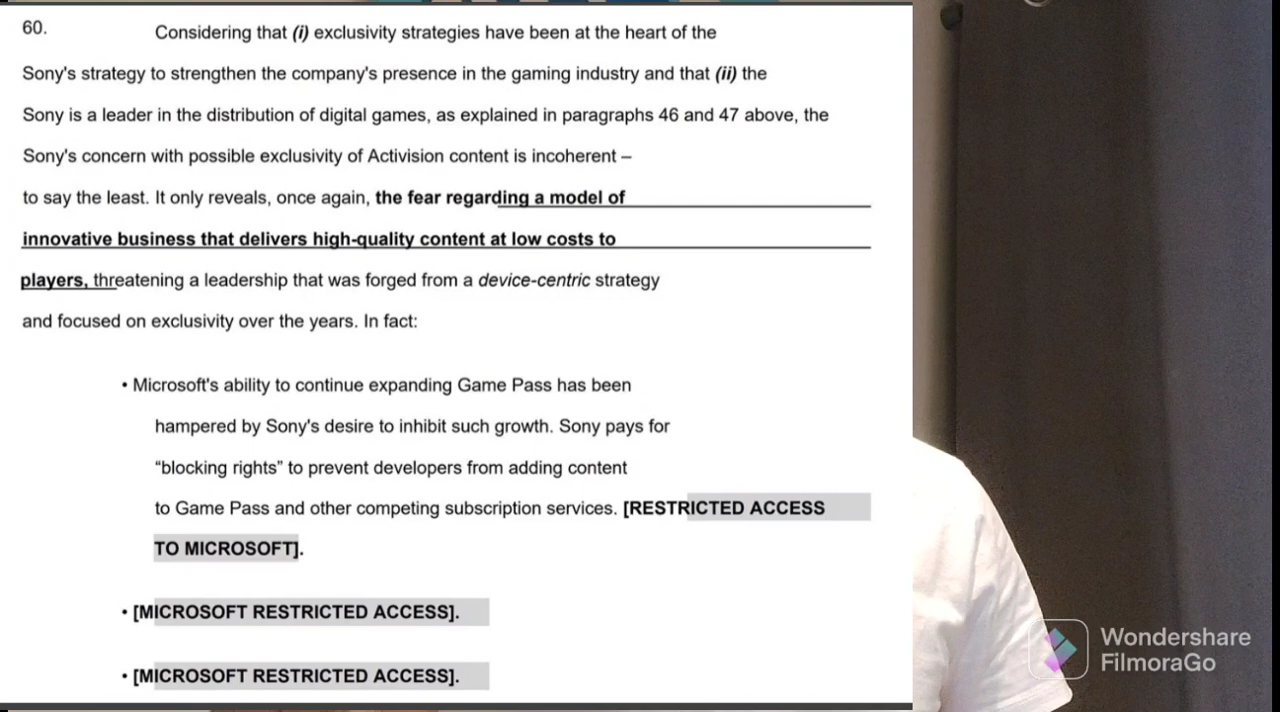 60.
Considering that (i) exclusivity strategies have been at the heart of the
Sony's strategy to strengthen the company's presence in the gaming industry and that (ii) the
Sony is a leader in the distribution of digital games, as explained in paragraphs 46 and 47 above, the
Sony's concern with possible exclusivity of Activision content is incoherent –
to say the least. It only reveals, once again, the fear regarding a model of
innovative business that delivers high-quality content at low costs to
players, threatening a leadership that was forged from a device-centric strategy
and focused on exclusivity over the years. In fact:
• Microsoft's ability to continue expanding Game Pass has been
hampered by Sony's desire to inhibit such growth. Sony pays for
“blocking rights” to prevent developers from adding content
to Game Pass and other competing subscription services. [RESTRICTED ACCESS
TO MICROSOFT].
• [MICROSOFT RESTRICTED ACCESS].
• [MICROSOFT RESTRICTED ACCESS].
Wondershare
FilmoraGo